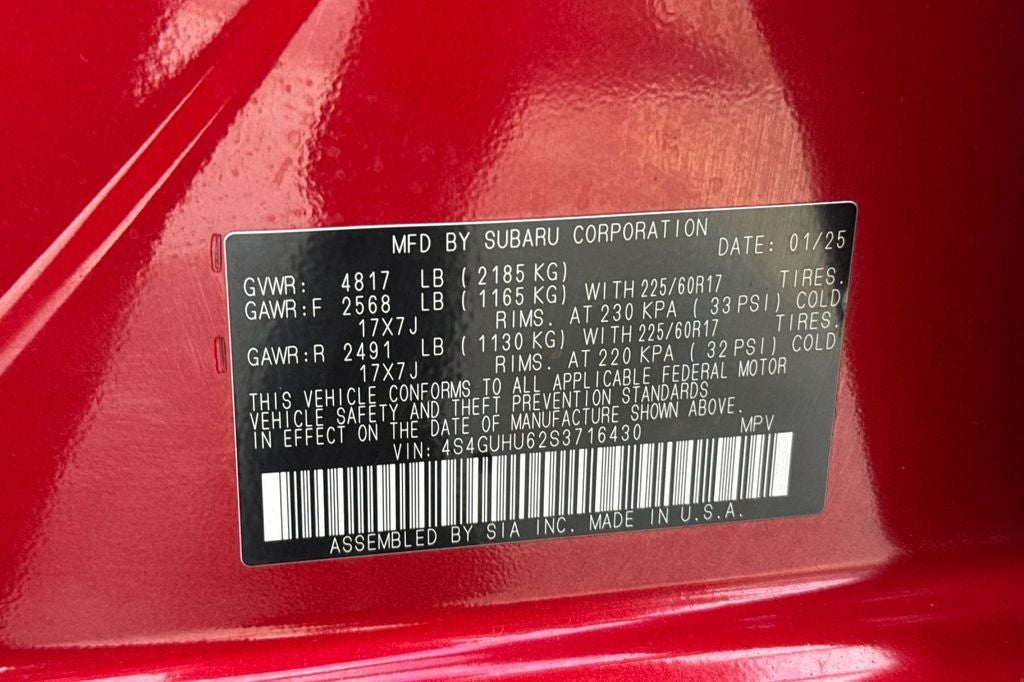 MFD BY SUBARU CORPORATION DATE: 01/25
GVWR: 4817 LB ( 2185 KG)
GAWR:F 2568 LB ( 1165 KG) WITH 225/60R17 TIRES.
17X7J RIMS. AT 230 KPA ( 33 PSI) COLD
GAWR:R 2491 LB ( 1130 KG) WITH 225/60R17 TIRES.
17X7J RIMS. AT 220 KPA ( 32 PSI) COLD
THIS VEHICLE CONFORMS TO ALL APPLICABLE FEDERAL MOTOR
VEHICLE SAFETY AND THEFT PREVENTION STANDARDS
IN EFFECT ON THE DATE OF MANUFACTURE SHOWN ABOVE.
VIN: 4S4GUHU62S3716430 MPV
ASSEMBLED BY SIA INC. MADE IN U.S.A.